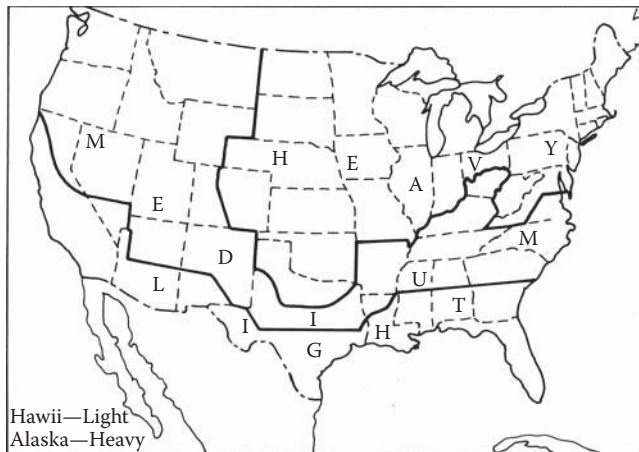 H E A V Y
M E D I U M
L I G H T
Hawii—Light
Alaska—Heavy